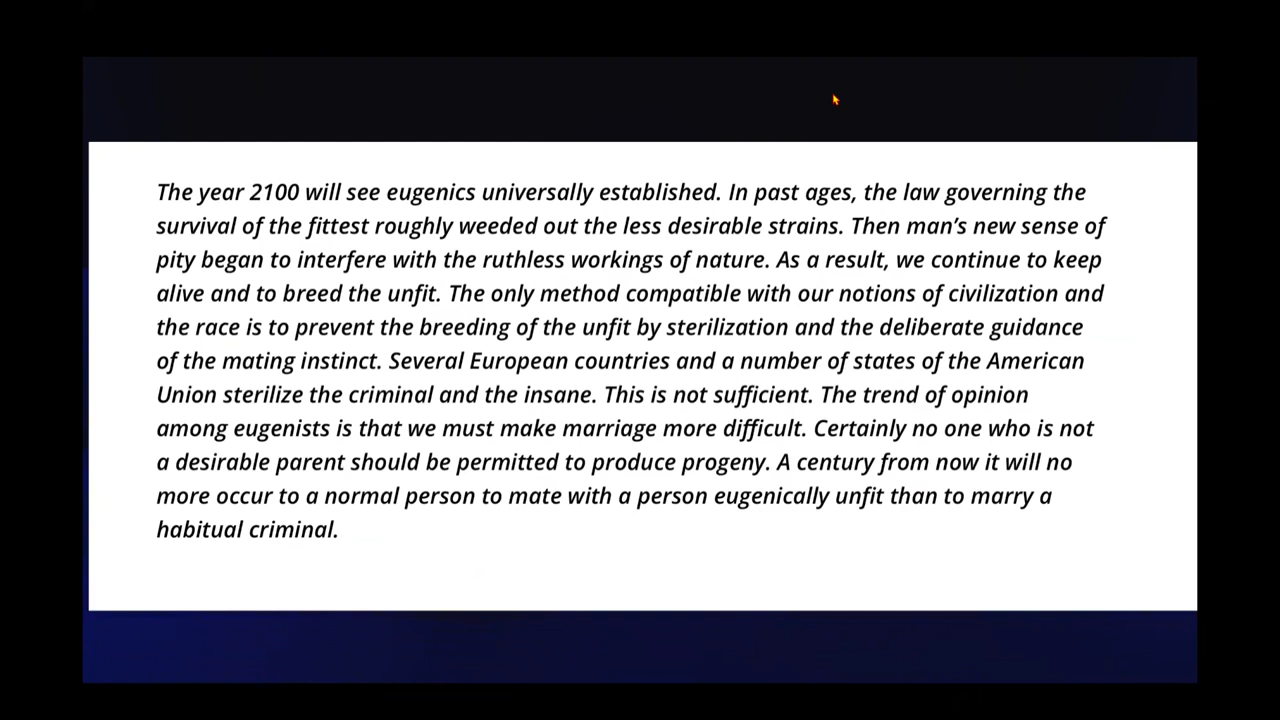 The year 2100 will see eugenics universally established. In past ages, the law governing the
survival of the fittest roughly weeded out the less desirable strains. Then man’s new sense of
pity began to interfere with the ruthless workings of nature. As a result, we continue to keep
alive and to breed the unfit. The only method compatible with our notions of civilization and
the race is to prevent the breeding of the unfit by sterilization and the deliberate guidance
of the mating instinct. Several European countries and a number of states of the American
Union sterilize the criminal and the insane. This is not sufficient. The trend of opinion
among eugenists is that we must make marriage more difficult. Certainly no one who is not
a desirable parent should be permitted to produce progeny. A century from now it will no
more occur to a normal person to mate with a person eugenically unfit than to marry a
habitual criminal.